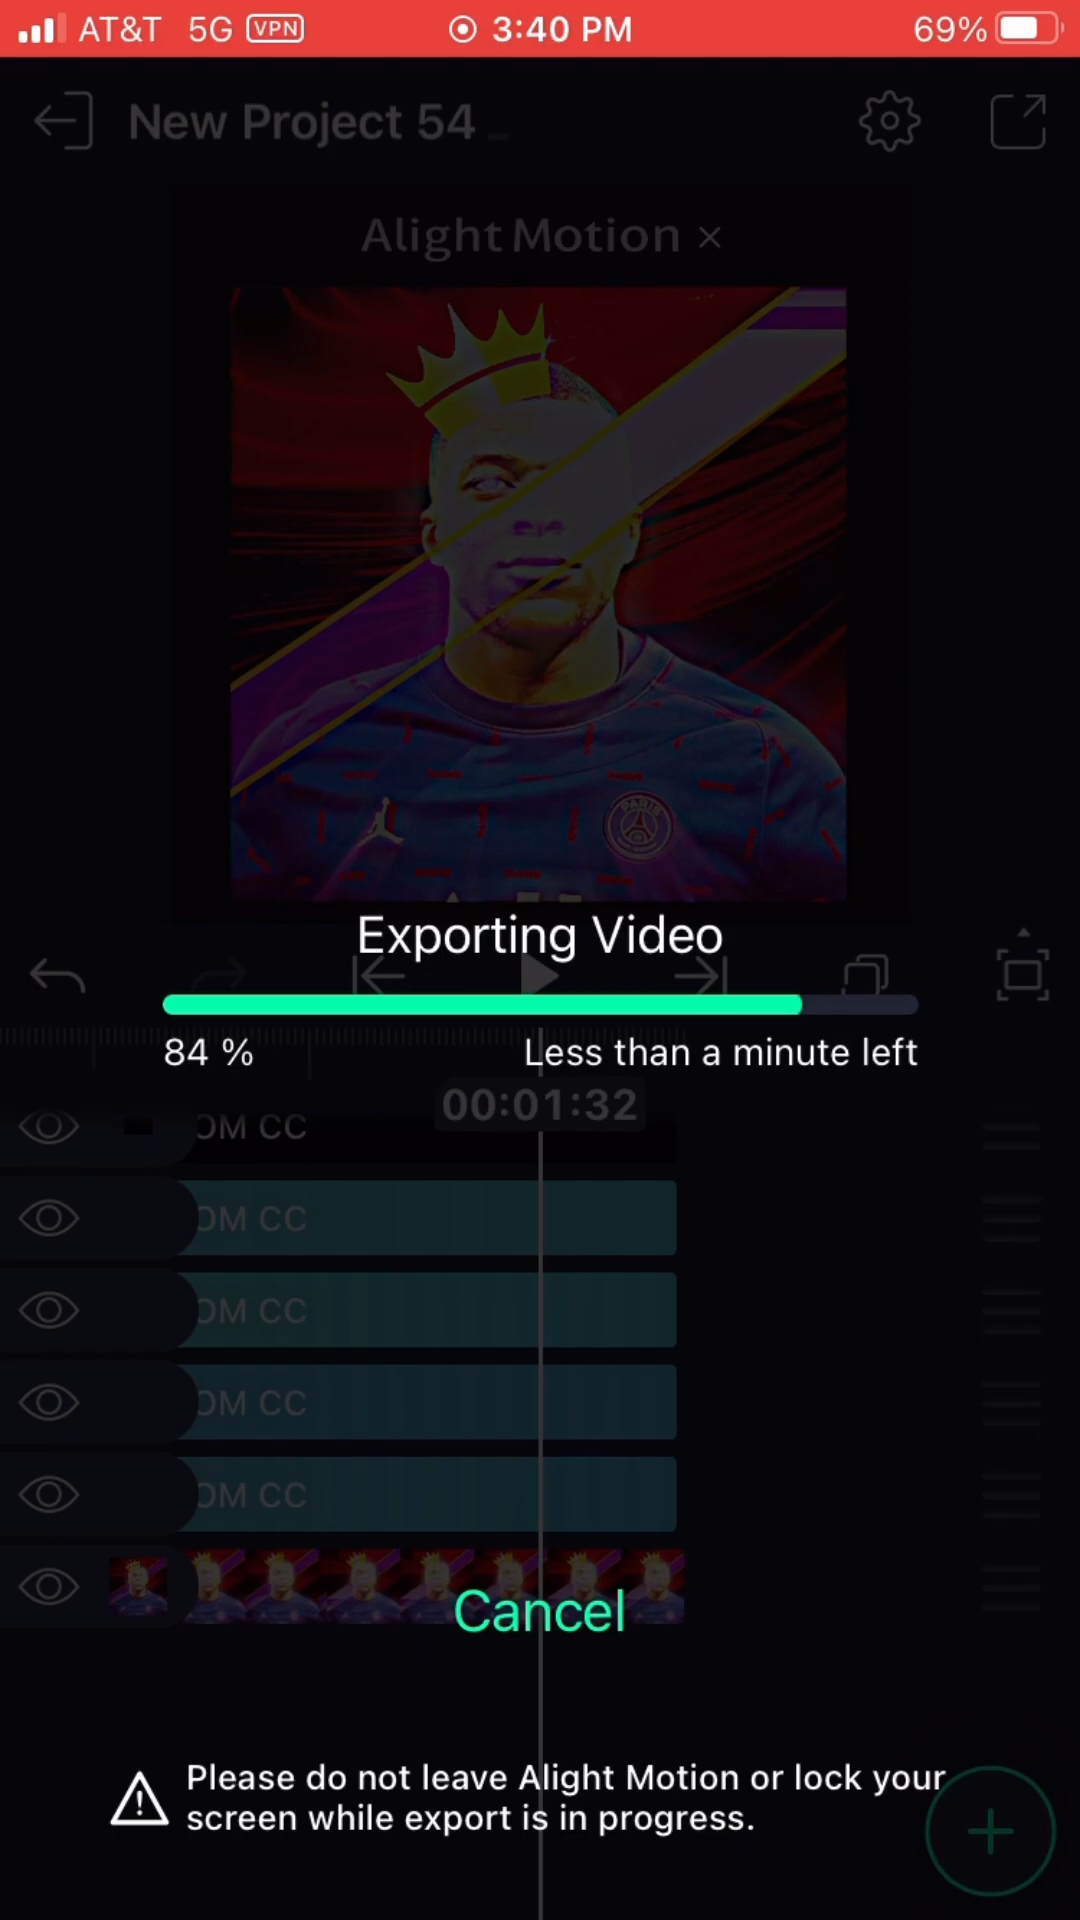 AT&T 5G VPN 3:40 PM 69%
New Project 54
Alight Motion ×
PARIS
Exporting Video
84 % Less than a minute left
00:01:32
OM CC
OM CC
OM CC
OM CC
OM CC
Cancel
Please do not leave Alight Motion or lock your
screen while export is in progress.